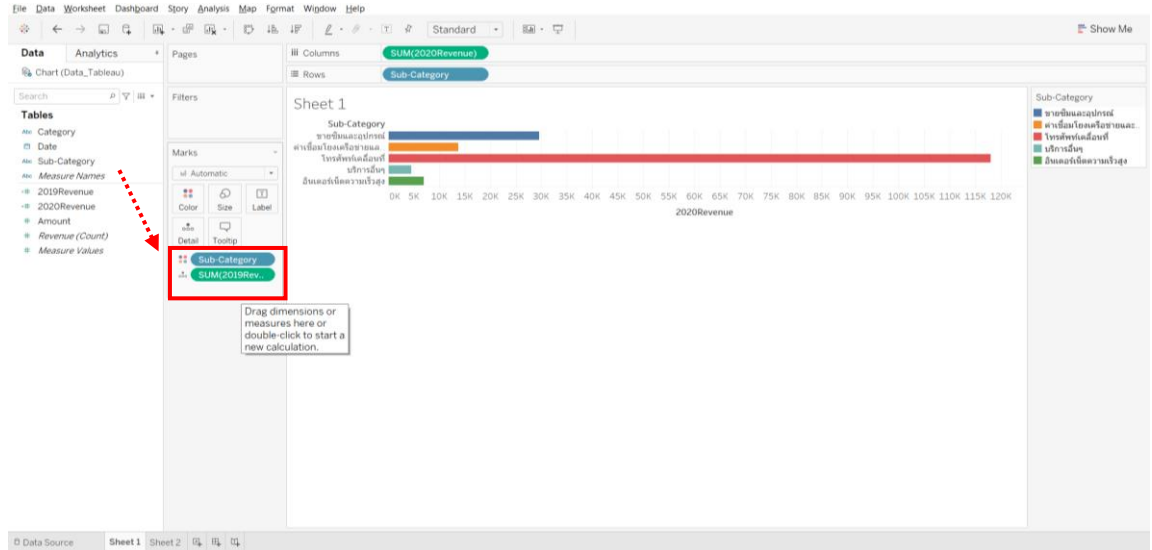 File Data Worksheet Dashboard Story Analysis Map Format Window Help
Standard
Show Me
Data Analytics
Pages
Columns SUM(2020Revenue)
Chart (Data_Tableau)
Rows Sub-Category
Search
Filters
Sheet 1
Sub-Category
Tables
Abc Category
Date
Abc Sub-Category
Abc Measure Names
2019Revenue
2020Revenue
Amount
Revenue (Count)
Measure Values
Marks
Automatic
Color Size Label
Detail Tooltip
Sub-Category
SUM(2019Rev..
Drag dimensions or
measures here or
double-click to start a
new calculation.
Sub-Category
ขายซิมและอุปกรณ์
ค่าเชื่อมโยงเครือข่ายแล..
โทรศัพท์เคลื่อนที่
บริการอื่นๆ
อินเตอร์เน็ตความเร็วสูง
0K 5K 10K 15K 20K 25K 30K 35K 40K 45K 50K 55K 60K 65K 70K 75K 80K 85K 90K 95K 100K 105K 110K 115K 120K
2020Revenue
ขายซิมและอุปกรณ์
ค่าเชื่อมโยงเครือข่ายและ..
โทรศัพท์เคลื่อนที่
บริการอื่นๆ
อินเตอร์เน็ตความเร็วสูง
Data Source Sheet 1 Sheet 2